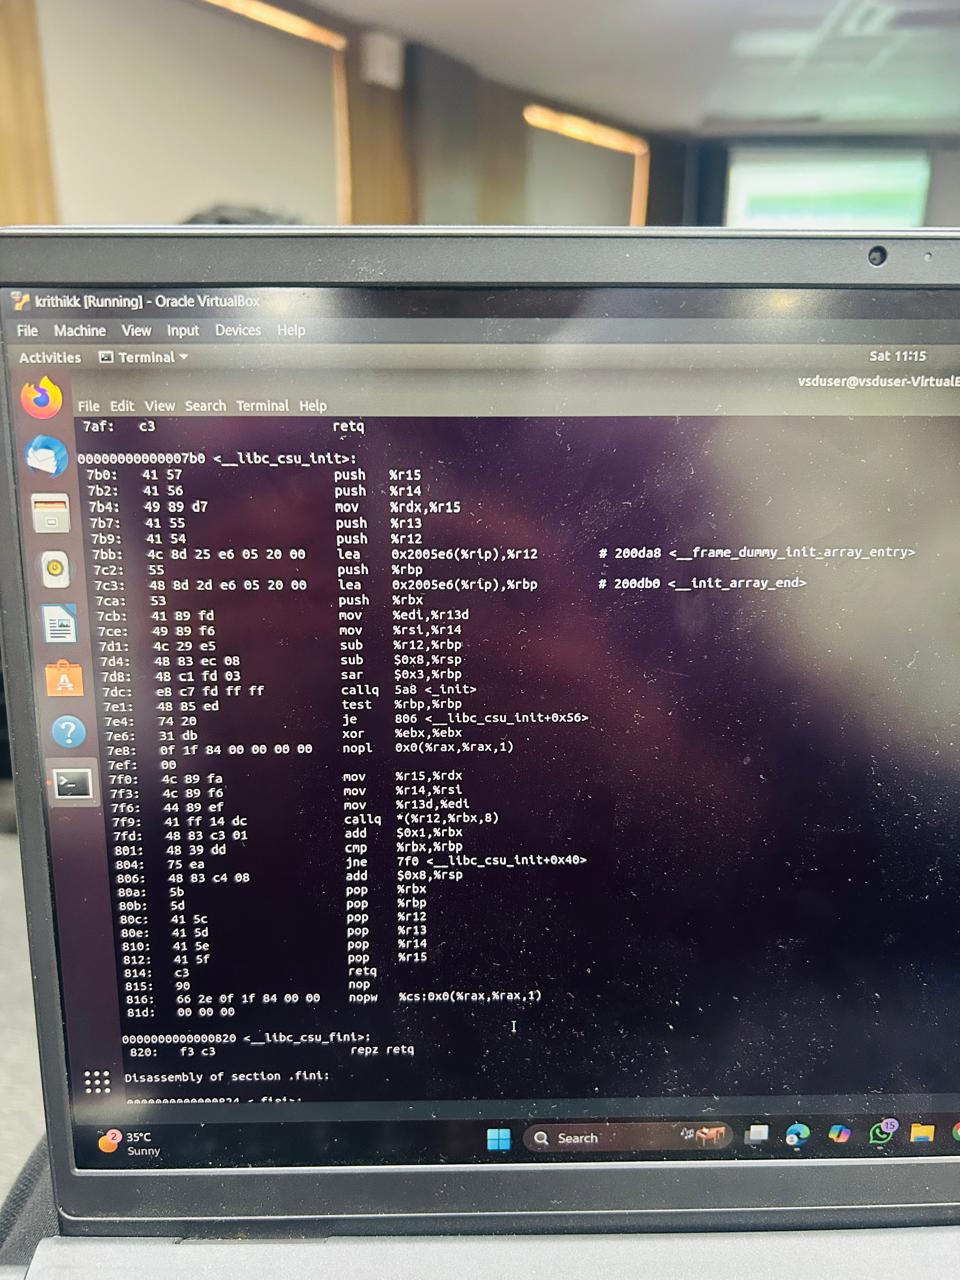 krithikk [Running] - Oracle VirtualBox
File Machine View Input Devices Help
Activities Terminal Sat 11:15
vsduser@vsduser-VirtualB
File Edit View Search Terminal Help
7af: c3 retq
00000000000007b0 <__libc_csu_init>:
7b0: 41 57 push %r15
7b2: 41 56 push %r14
7b4: 49 89 d7 mov %rdx,%r15
7b7: 41 55 push %r13
7b9: 41 54 push %r12
7bb: 4c 8d 25 e6 05 20 00 lea 0x2005e6(%rip),%r12 # 200da8 <__frame_dummy_init_array_entry>
7c2: 55 push %rbp
7c3: 48 8d 2d e6 05 20 00 lea 0x2005e6(%rip),%rbp # 200db0 <__init_array_end>
7ca: 53 push %rbx
7cb: 41 89 fd mov %edi,%r13d
7ce: 49 89 f6 mov %rsi,%r14
7d1: 4c 29 e5 sub %r12,%rbp
7d4: 48 83 ec 08 sub $0x8,%rsp
7d8: 48 c1 fd 03 sar $0x3,%rbp
7dc: e8 c7 fd ff ff callq 5a8 <_init>
7e1: 48 85 ed test %rbp,%rbp
7e4: 74 20 je 806 <__libc_csu_init+0x56>
7e6: 31 db xor %ebx,%ebx
7e8: 0f 1f 84 00 00 00 00 nopl 0x0(%rax,%rax,1)
7ef: 00
7f0: 4c 89 fa mov %r15,%rdx
7f3: 4c 89 f6 mov %r14,%rsi
7f6: 44 89 ef mov %r13d,%edi
7f9: 41 ff 14 dc callq *(%r12,%rbx,8)
7fd: 48 83 c3 01 add $0x1,%rbx
801: 48 39 dd cmp %rbx,%rbp
804: 75 ea jne 7f0 <__libc_csu_init+0x40>
806: 48 83 c4 08 add $0x8,%rsp
80a: 5b pop %rbx
80b: 5d pop %rbp
80c: 41 5c pop %r12
80e: 41 5d pop %r13
810: 41 5e pop %r14
812: 41 5f pop %r15
814: c3 retq
815: 90 nop
816: 66 2e 0f 1f 84 00 00 nopw %cs:0x0(%rax,%rax,1)
81d: 00 00 00
0000000000000820 <__libc_csu_fini>:
820: f3 c3 repz retq
Disassembly of section .fini:
0000000000000824 <_fini>:
2 35°C
Sunny
Search
15